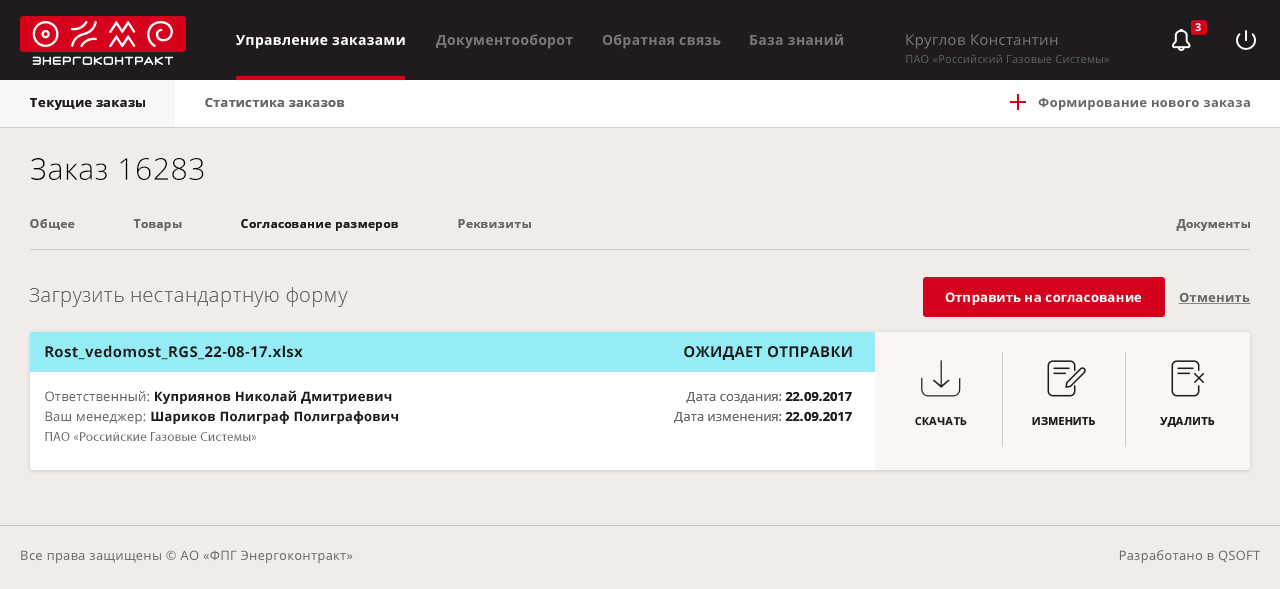 ЭНЕРГОКОНТРАКТ
Управление заказами Документооборот Обратная связь База знаний
Круглов Константин
ПАО «Российский Газовые Системы»
3
Текущие заказы Статистика заказов Формирование нового заказа
Заказ 16283
Общее Товары Согласование размеров Реквизиты Документы
Загрузить нестандартную форму Отправить на согласование Отменить
Rost_vedomost_RGS_22-08-17.xlsx ОЖИДАЕТ ОТПРАВКИ
Ответственный: Куприянов Николай Дмитриевич Дата создания: 22.09.2017
Ваш менеджер: Шариков Полиграф Полиграфович Дата изменения: 22.09.2017
ПАО «Российские Газовые Системы»
СКАЧАТЬ ИЗМЕНИТЬ УДАЛИТЬ
Все права защищены © АО «ФПГ Энергоконтракт» Разработано в QSOFT